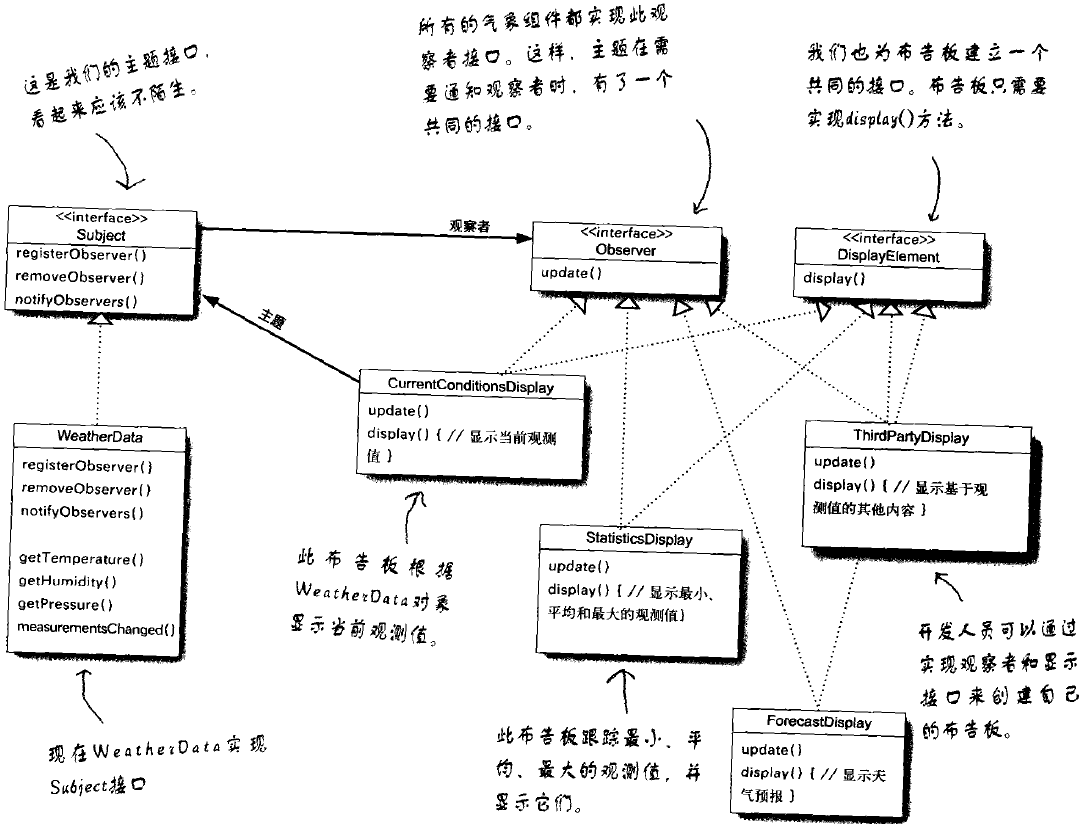 这是我们的主题接口，
看起来应该不陌生。
所有的气象组件都实现此观
察者接口。这样，主题在需
要通知观察者时，有了一个
共同的接口。
我们也为布告板建立一个
共同的接口。布告板只需要
实现display()方法。
<<interface>>
Subject
registerObserver()
removeObserver()
notifyObservers()
观察者
<<interface>>
Observer
update()
<<interface>>
DisplayElement
display()
主题
CurrentConditionsDisplay
update()
display() { // 显示当前观测
值 }
WeatherData
registerObserver()
removeObserver()
notifyObservers()
getTemperature()
getHumidity()
getPressure()
measurementsChanged()
ThirdPartyDisplay
update()
display() { // 显示基于观
测值的其他内容 }
StatisticsDisplay
update()
display() { // 显示最小、
平均和最大的观测值}
此布告板根据
WeatherData对象
显示当前观测值。
开发人员可以通过
实现观察者和显示
接口来创建自己
的布告板。
ForecastDisplay
update()
display() { // 显示天
气预报 }
现在WeatherData实现
Subject接口
此布告板跟踪最小、平
均、最大的观测值，并
显示它们。